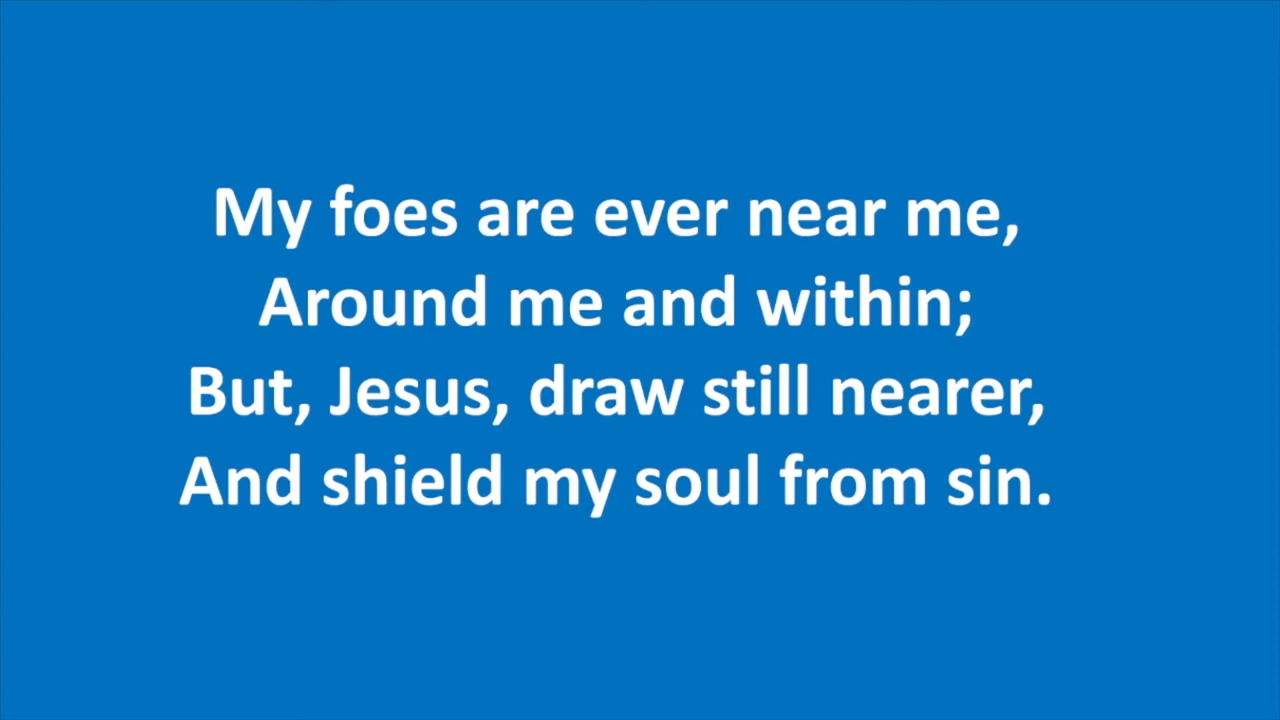 My foes are ever near me,
Around me and within;
But, Jesus, draw still nearer,
And shield my soul from sin.